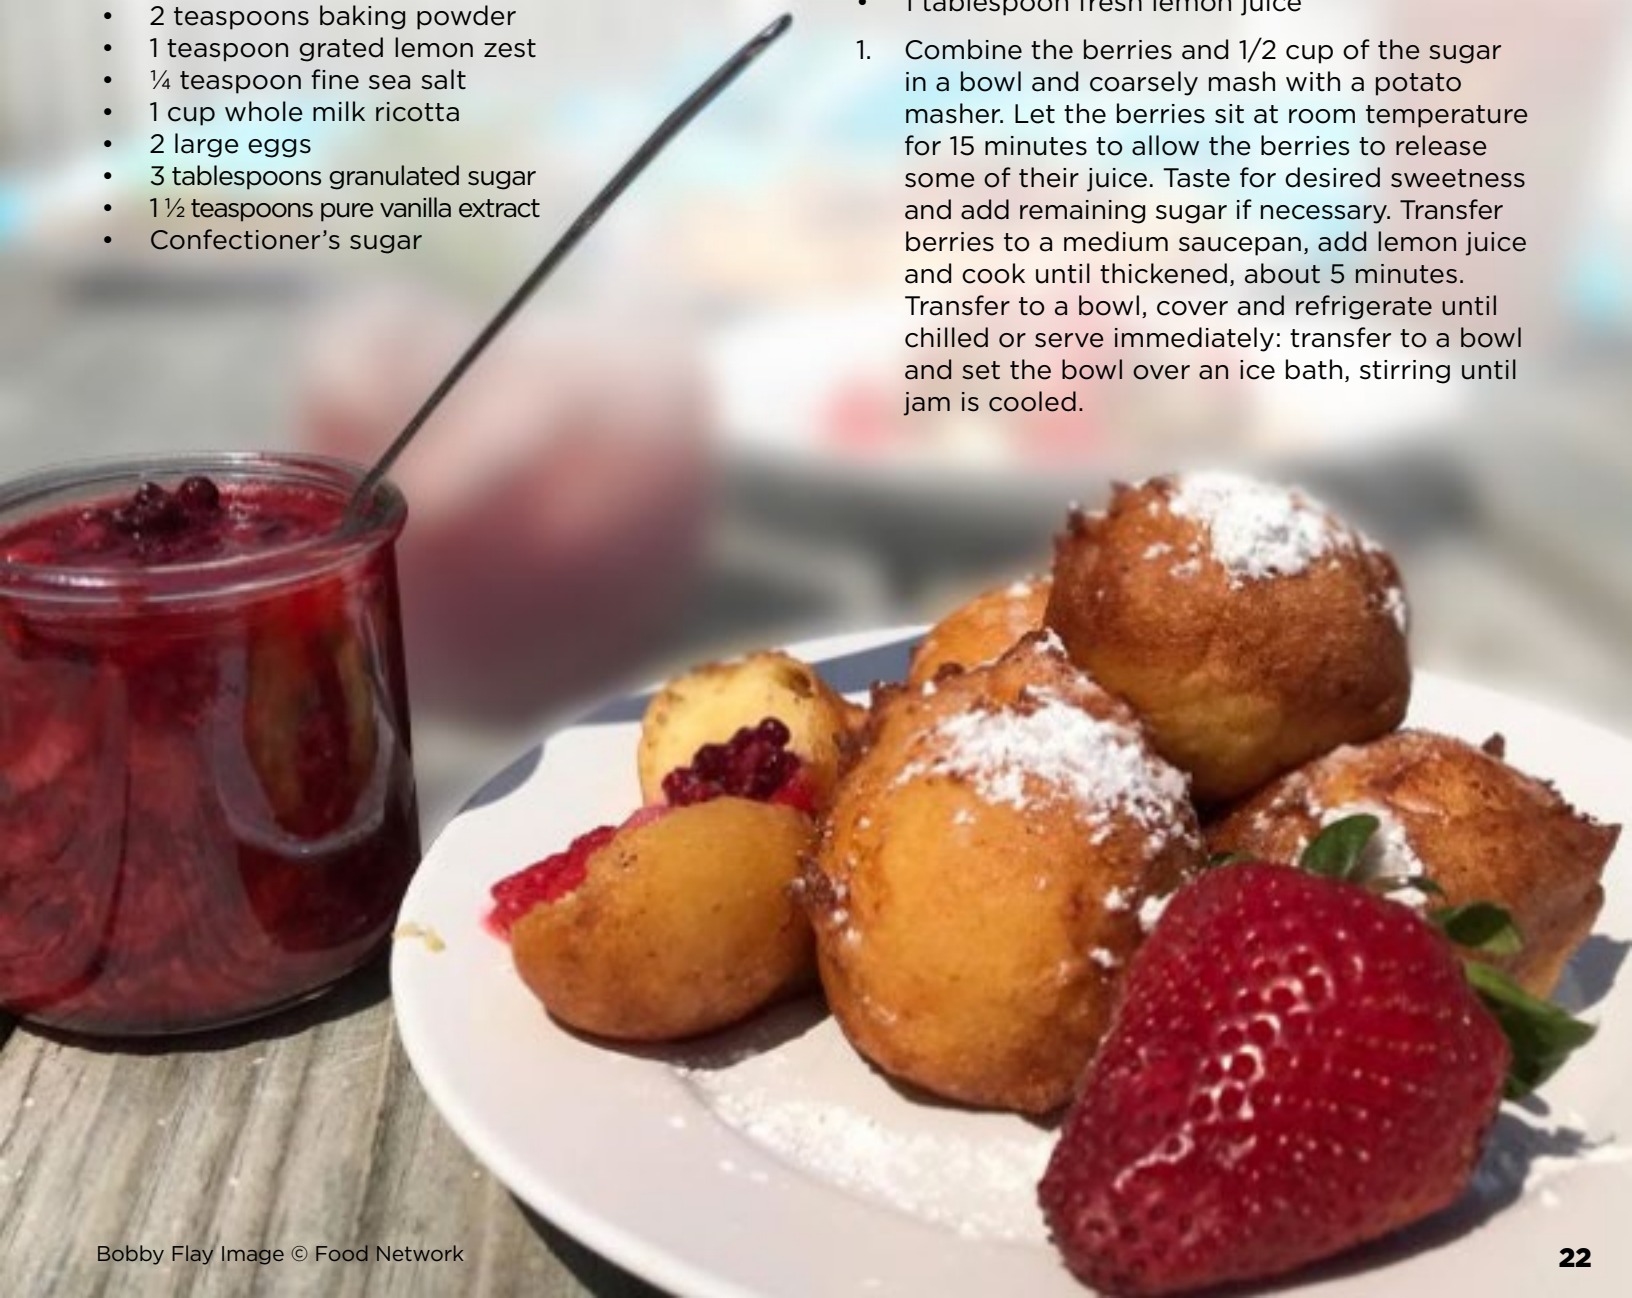 • 2 teaspoons baking powder
• 1 teaspoon grated lemon zest
• ¼ teaspoon fine sea salt
• 1 cup whole milk ricotta
• 2 large eggs
• 3 tablespoons granulated sugar
• 1 ½ teaspoons pure vanilla extract
• Confectioner’s sugar
• 1 tablespoon fresh lemon juice
1. Combine the berries and 1/2 cup of the sugar
in a bowl and coarsely mash with a potato
masher. Let the berries sit at room temperature
for 15 minutes to allow the berries to release
some of their juice. Taste for desired sweetness
and add remaining sugar if necessary. Transfer
berries to a medium saucepan, add lemon juice
and cook until thickened, about 5 minutes.
Transfer to a bowl, cover and refrigerate until
chilled or serve immediately: transfer to a bowl
and set the bowl over an ice bath, stirring until
jam is cooled.
Bobby Flay Image © Food Network
22